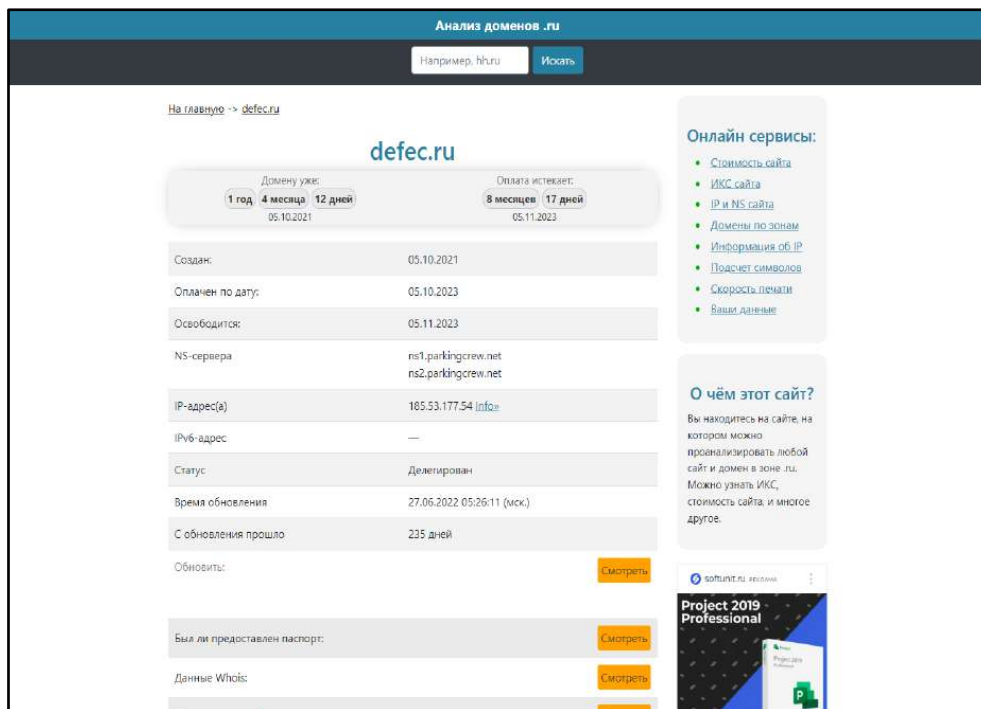 Анализ доменов .ru
Например, hh.ru
Искать
На главную -> defec.ru
defec.ru
Домену уже:
1 год 4 месяца 12 дней
05.10.2021
Оплата истекает:
8 месяцев 17 дней
05.11.2023
Создан: 05.10.2021
Оплачен по дату: 05.10.2023
Освободится: 05.11.2023
NS-сервера ns1.parkingcrew.net
ns2.parkingcrew.net
IP-адрес(а) 185.53.177.54 Info»
IPv6-адрес —
Статус Делегирован
Время обновления 27.06.2022 05:26:11 (мск.)
С обновления прошло 235 дней
Обновить: Смотреть
Был ли предоставлен паспорт: Смотреть
Данные Whois: Смотреть
Онлайн сервисы:
Стоимость сайта
ИКС сайта
IP и NS сайта
Домены по зонам
Информация об IP
Подсчет символов
Скорость печати
Ваши данные
О чём этот сайт?
Вы находитесь на сайте, на
котором можно
проанализировать любой
сайт и домен в зоне .ru.
Можно узнать ИКС,
стоимость сайта, и многое
другое.
softunit.ru РЕКЛАМА
Project 2019
Professional